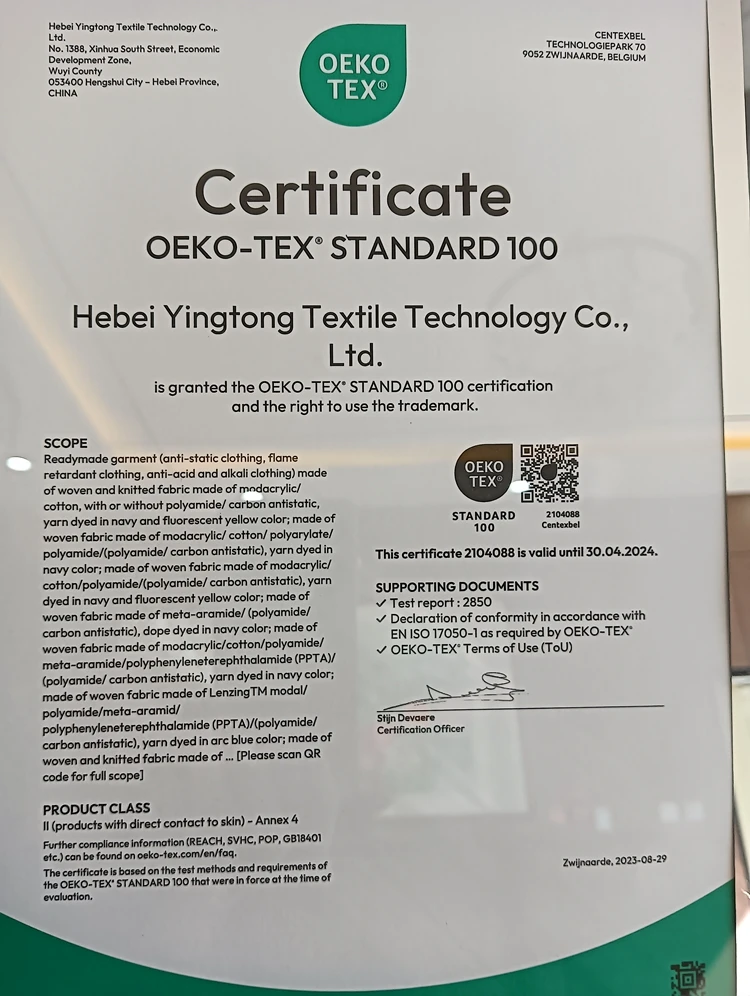 Hebei Yingtong Textile Technology Co.,
Ltd.
No. 1388, Xinhua South Street, Economic
Development Zone,
Wuyi County
053400 Hengshui City – Hebei Province,
CHINA
OEKO
TEX®
CENTEXBEL
TECHNOLOGIEPARK 70
9052 ZWIJNAARDE, BELGIUM
Certificate
OEKO-TEX® STANDARD 100
Hebei Yingtong Textile Technology Co.,
Ltd.
is granted the OEKO-TEX® STANDARD 100 certification
and the right to use the trademark.
SCOPE
Readymade garment (anti-static clothing, flame
retardant clothing, anti-acid and alkali clothing) made
of woven and knitted fabric made of modacrylic/
cotton, with or without polyamide/ carbon antistatic,
yarn dyed in navy and fluorescent yellow color; made of
woven fabric made of modacrylic/ cotton/ polyarylate/
polyamide/(polyamide/ carbon antistatic), yarn dyed in
navy color; made of woven fabric made of modacrylic/
cotton/polyamide/(polyamide/ carbon antistatic), yarn
dyed in navy and fluorescent yellow color; made of
woven fabric made of meta-aramide/ (polyamide/
carbon antistatic), dope dyed in navy color; made of
woven fabric made of modacrylic/cotton/polyamide/
meta-aramide/polyphenyleneterephthalamide (PPTA)/
(polyamide/ carbon antistatic), yarn dyed in navy color;
made of woven fabric made of LenzingTM modal/
polyamide/meta-aramid/
polyphenyleneterephthalamide (PPTA)/(polyamide/
carbon antistatic), yarn dyed in arc blue color; made of
woven and knitted fabric made of ... [Please scan QR
code for full scope]
PRODUCT CLASS
II (products with direct contact to skin) – Annex 4
Further compliance information (REACH, SVHC, POP, GB18401
etc.) can be found on oeko-tex.com/en/faq.
The certificate is based on the test methods and requirements of
the OEKO-TEX® STANDARD 100 that were in force at the time of
evaluation.
OEKO
TEX®
STANDARD
100
2104088
Centexbel
This certificate 2104088 is valid until 30.04.2024.
SUPPORTING DOCUMENTS
✓ Test report : 2850
✓ Declaration of conformity in accordance with
EN ISO 17050-1 as required by OEKO-TEX®
✓ OEKO-TEX® Terms of Use (ToU)
Stijn Devaere
Certification Officer
Zwijnaarde, 2023-08-29